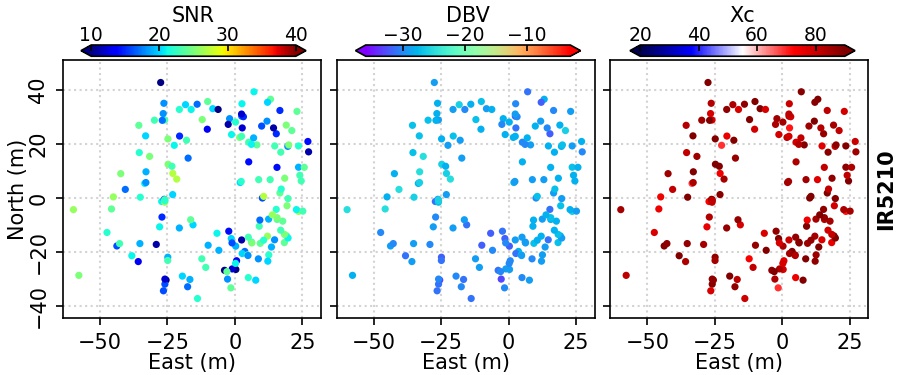 SNR DBV Xc
10 20 30 40 −30 −20 −10 20 40 60 80
40
20
0
−20
−40
North (m)
IR5210
−50 −25 0 25 −50 −25 0 25 −50 −25 0 25
East (m) East (m) East (m)